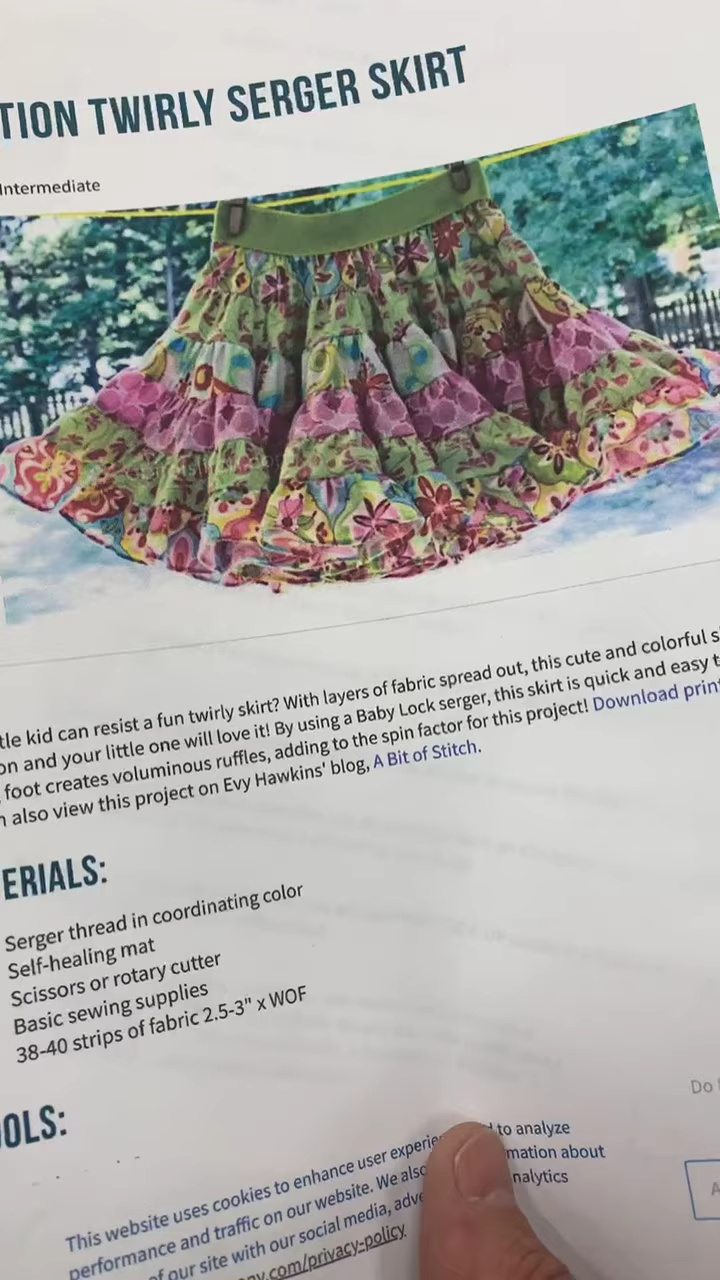 TION TWIRLY SERGER SKIRT
Intermediate
tle kid can resist a fun twirly skirt? With layers of fabric spread out, this cute and colorful s
on and your little one will love it! By using a Baby Lock serger, this skirt is quick and easy t
foot creates voluminous ruffles, adding to the spin factor for this project! Download print
also view this project on Evy Hawkins' blog, A Bit of Stitch.
ERIALS:
Serger thread in coordinating color
Self-healing mat
Scissors or rotary cutter
Basic sewing supplies
38-40 strips of fabric 2.5-3" x WOF
OOLS:
Do
This website uses cookies to enhance user experie to analyze
performance and traffic on our website. We also mation about
of our site with our social media, adve nalytics
ny.com/privacy-policy
A